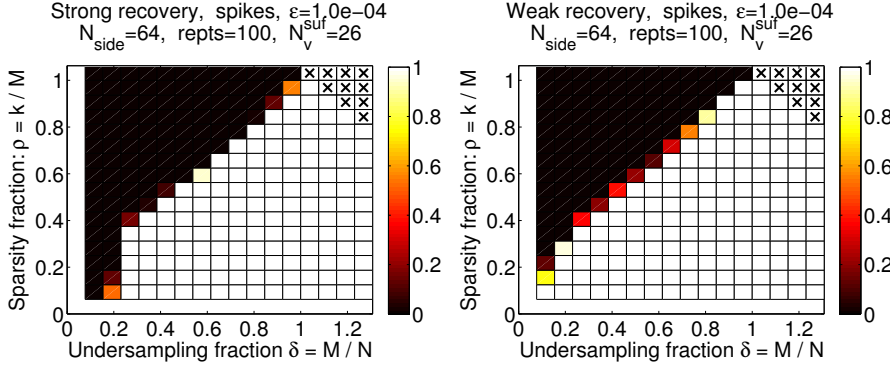 Strong recovery, spikes, ε=1.0e−04
N_side=64, repts=100, N_v^suf=26
Sparsity fraction: ρ = k / M
1
0.8
0.6
0.4
0.2
0
0 0.2 0.4 0.6 0.8 1 1.2
Undersampling fraction δ = M / N
1
0.8
0.6
0.4
0.2
0
Weak recovery, spikes, ε=1.0e−04
N_side=64, repts=100, N_v^suf=26
Sparsity fraction: ρ = k / M
1
0.8
0.6
0.4
0.2
0
0 0.2 0.4 0.6 0.8 1 1.2
Undersampling fraction δ = M / N
1
0.8
0.6
0.4
0.2
0